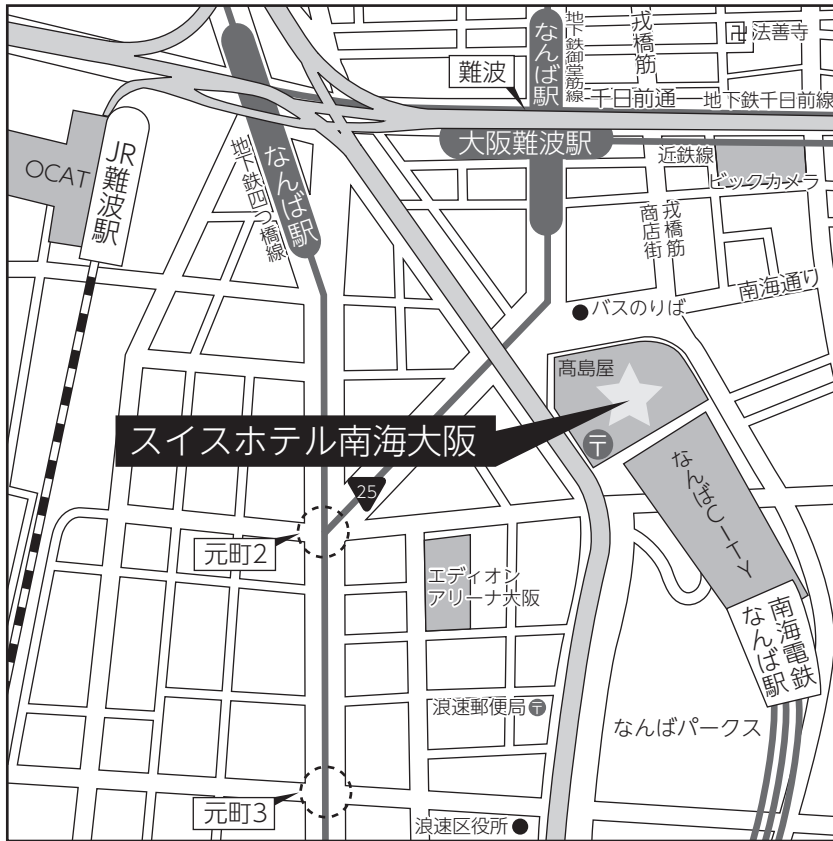 なんば駅
地下鉄御堂筋線
戎橋筋
卍法善寺
難波
なんば駅
千日前通
地下鉄千日前線
大阪難波駅
近鉄線
ビックカメラ
OCAT
JR難波駅
地下鉄四つ橋線
なんば駅
戎橋筋
商店街
南海通り
バスのりば
髙島屋
スイスホテル南海大阪
〒
25
なんばCITY
元町2
エディオン
アリーナ大阪
南海電鉄
なんば駅
浪速郵便局〒
なんばパークス
元町3
浪速区役所